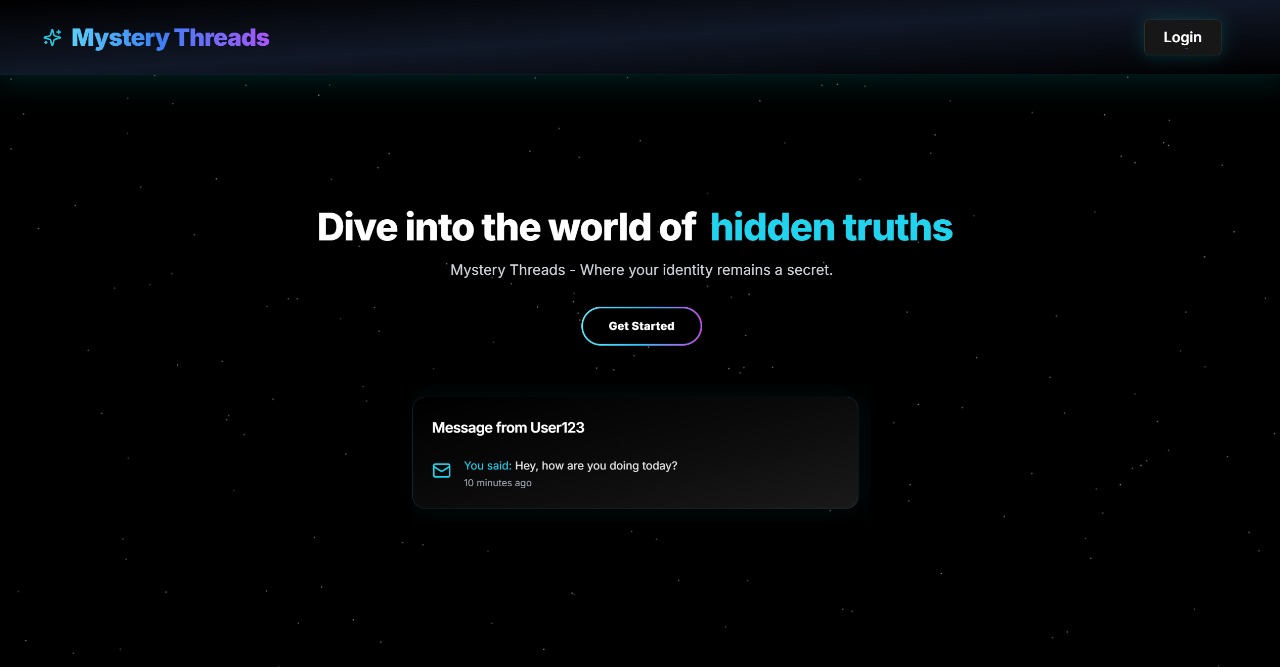 Mystery Threads
Login
Dive into the world of hidden truths
Mystery Threads - Where your identity remains a secret.
Get Started
Message from User123
You said: Hey, how are you doing today?
10 minutes ago